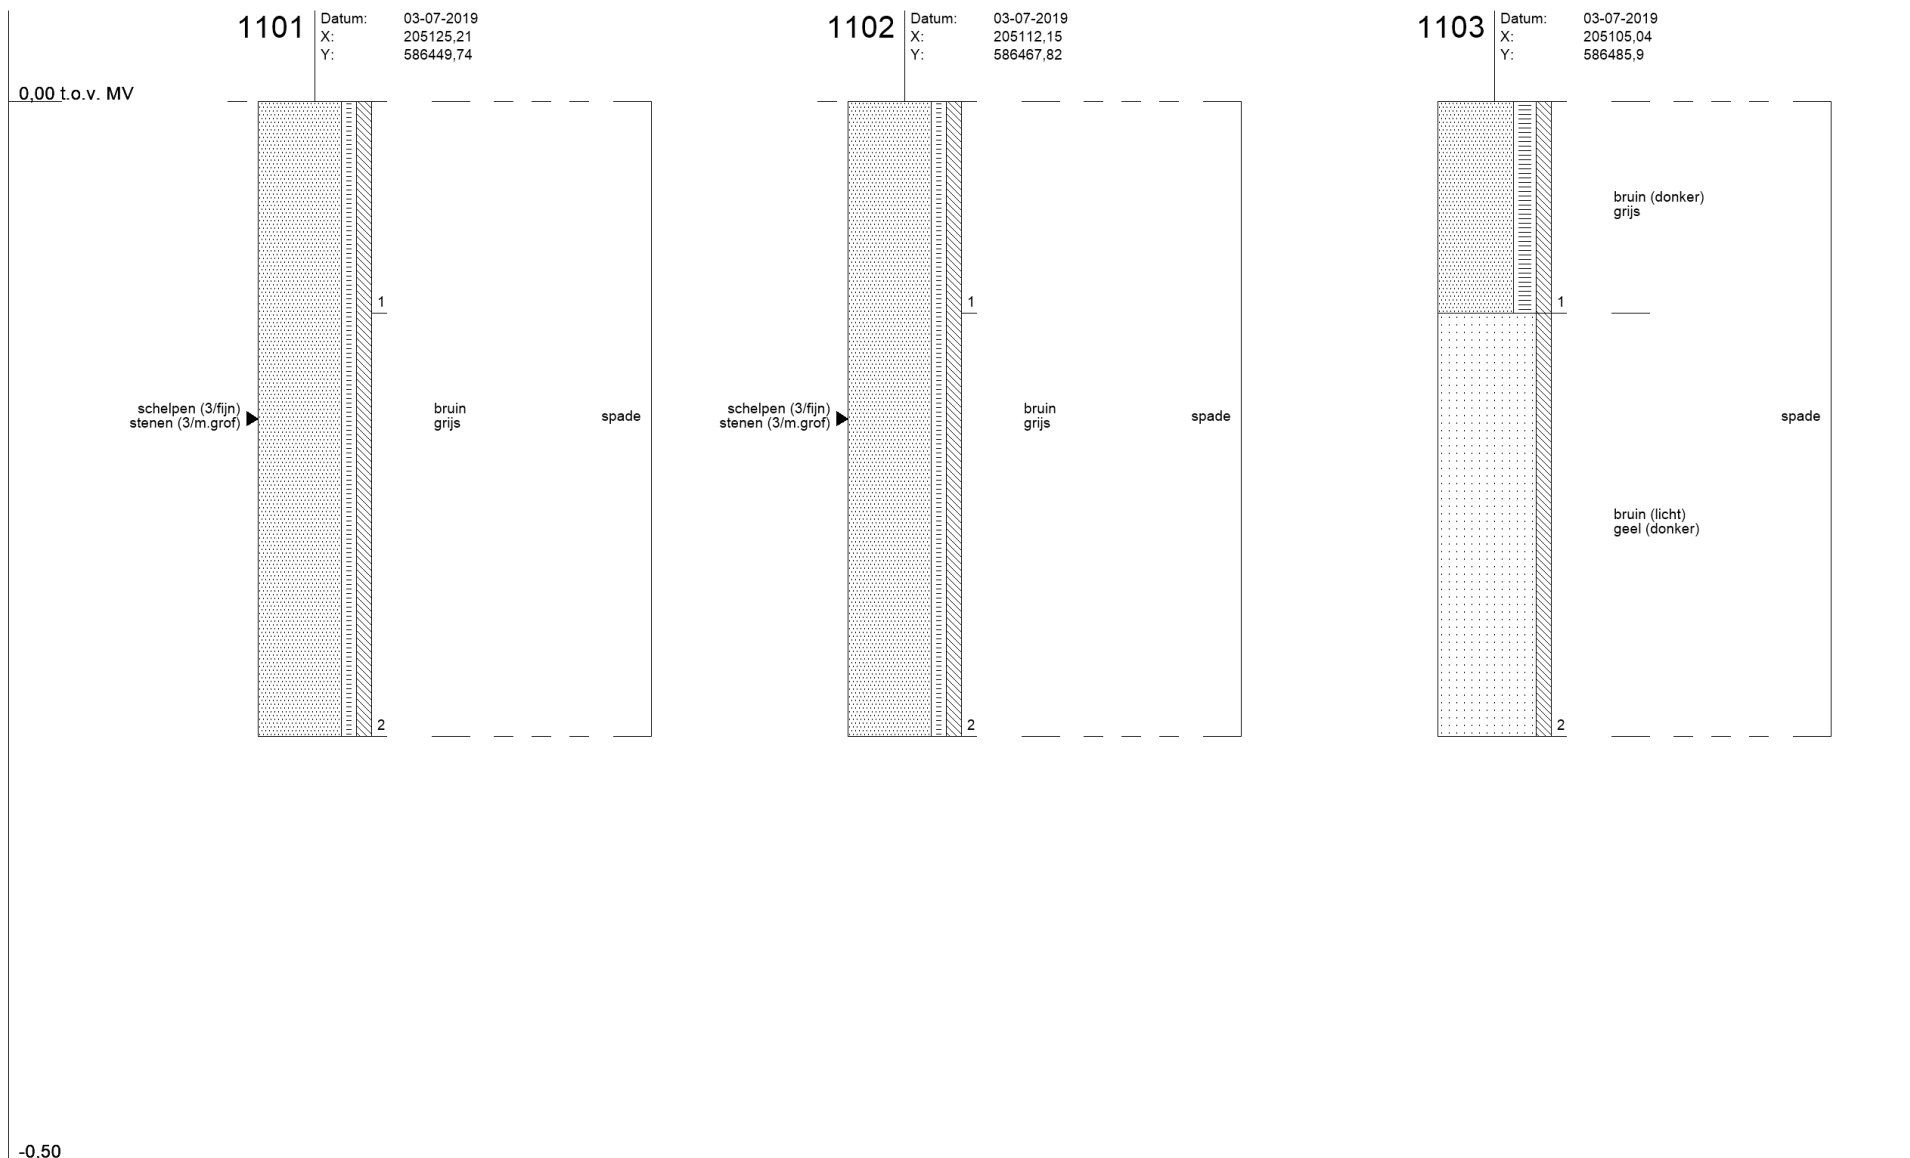 1101
Datum: 03-07-2019
X: 205125,21
Y: 586449,74
1102
Datum: 03-07-2019
X: 205112,15
Y: 586467,82
1103
Datum: 03-07-2019
X: 205105,04
Y: 586485,9
0,00 t.o.v. MV
schelpen (3/fijn)
stenen (3/m.grof)
1
2
bruin
grijs
spade
schelpen (3/fijn)
stenen (3/m.grof)
1
2
bruin
grijs
spade
bruin (donker)
grijs
1
bruin (licht)
geel (donker)
2
spade
-0,50